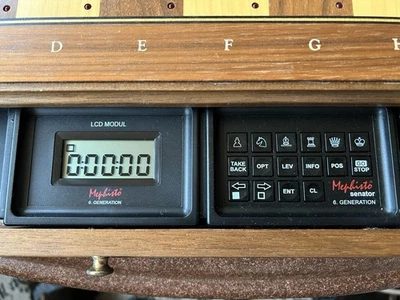 D E F G H
LCD MODUL
0:00:00
Mephisto
6. GENERATION
TAKE BACK OPT LEV INFO POS GO STOP
ENT CL
Mephisto
senator
6. GENERATION